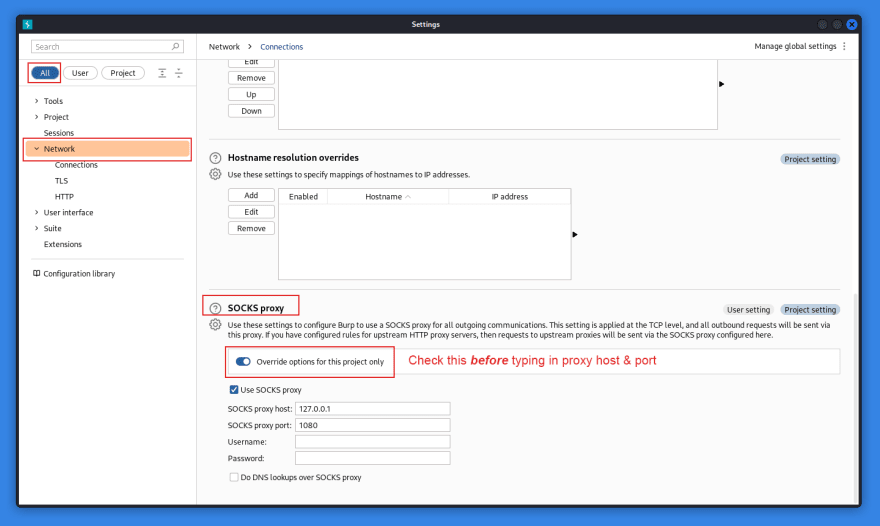 Settings
Search
Network > Connections
Manage global settings
All
User
Project
Edit
Remove
Up
Down
Tools
Project
Sessions
Network
Connections
TLS
HTTP
User interface
Suite
Extensions
Configuration library
Hostname resolution overrides
Project setting
Use these settings to specify mappings of hostnames to IP addresses.
Add
Edit
Remove
Enabled Hostname IP address
SOCKS proxy
User setting
Project setting
Use these settings to configure Burp to use a SOCKS proxy for all outgoing communications. This setting is applied at the TCP level, and all outbound requests will be sent via
this proxy. If you have configured rules for upstream HTTP proxy servers, then requests to upstream proxies will be sent via the SOCKS proxy configured here.
Override options for this project only
Check this before typing in proxy host & port
Use SOCKS proxy
SOCKS proxy host: 127.0.0.1
SOCKS proxy port: 1080
Username:
Password:
Do DNS lookups over SOCKS proxy